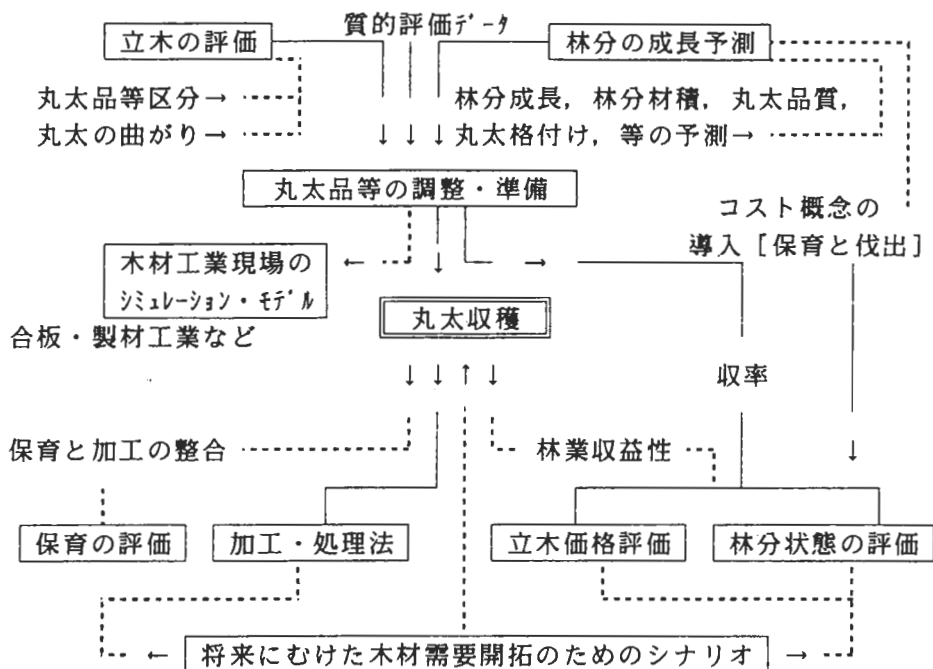 質的評価ﾃﾞｰﾀ
立木の評価
林分の成長予測
丸太品等区分→
丸太の曲がり→
林分成長，林分材積，丸太品質，
丸太格付け，等の予測→
↓ ↓ ↓
丸太品等の調整・準備
コスト概念の
導入［保育と伐出］
木材工業現場の
ｼﾐｭﾚｰｼｮﾝ・ﾓﾃﾞﾙ
← ↓ →
丸太収穫
合板・製材工業など
↓ ↓ ↑ ↓
収率
保育と加工の整合
林業収益性
↓
保育の評価
加工・処理法
立木価格評価
林分状態の評価
← 将来にむけた木材需要開拓のためのシナリオ →